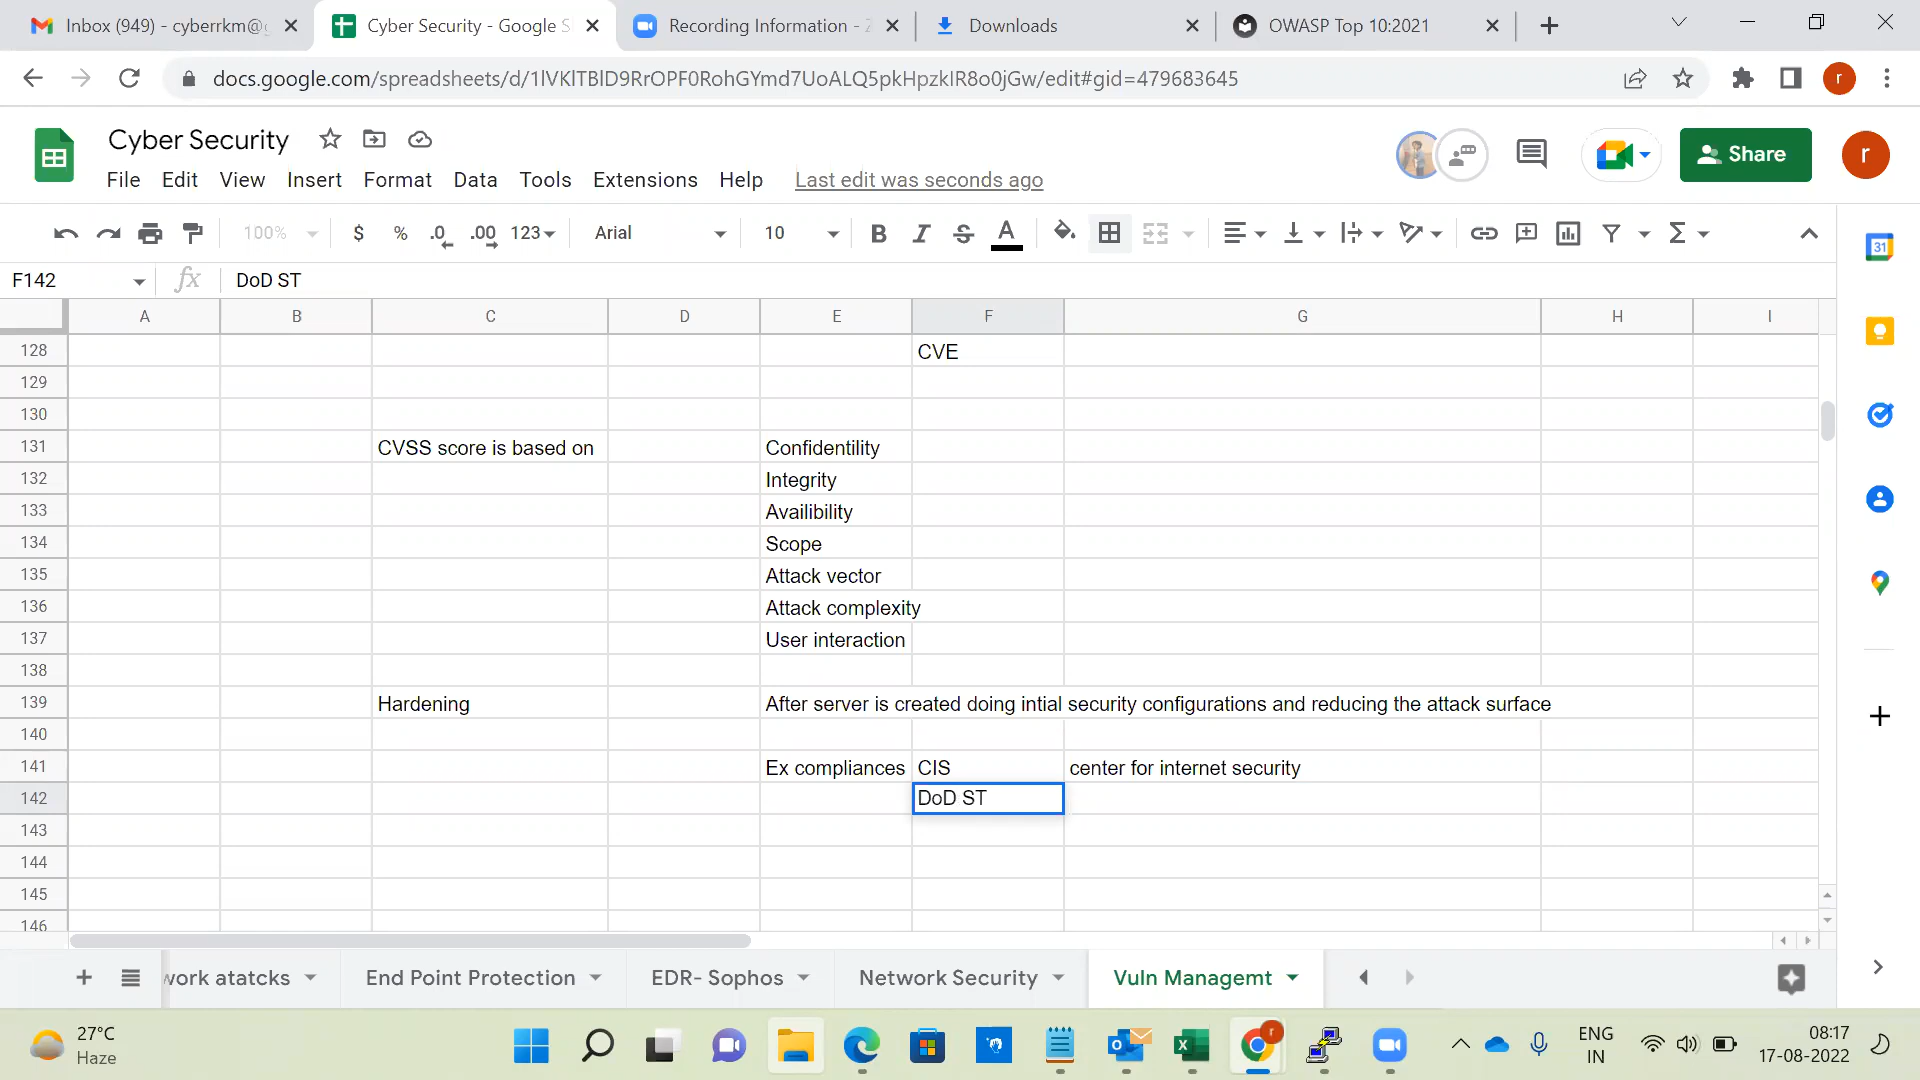 Inbox (949) - cyberrkm@g
Cyber Security - Google S
Recording Information - Z
Downloads
OWASP Top 10:2021
docs.google.com/spreadsheets/d/1lVKlTBlD9RrOPF0RohGYmd7UoALQ5pkHpzkIR8o0jGw/edit#gid=479683645
r
Cyber Security
Share
r
File Edit View Insert Format Data Tools Extensions Help Last edit was seconds ago
100% $ % .0 .00 123 Arial 10 B I S A
31
F142 fx DoD ST
A B C D E F G H I
128 CVE
129
130
131 CVSS score is based on Confidentility
132 Integrity
133 Availibility
134 Scope
135 Attack vector
136 Attack complexity
137 User interaction
138
139 Hardening After server is created doing intial security configurations and reducing the attack surface
140
141 Ex compliances CIS center for internet security
142 DoD ST
143
144
145
146
work atatcks End Point Protection EDR- Sophos Network Security Vuln Managemt
27°C
Haze
ENG
IN
08:17
17-08-2022